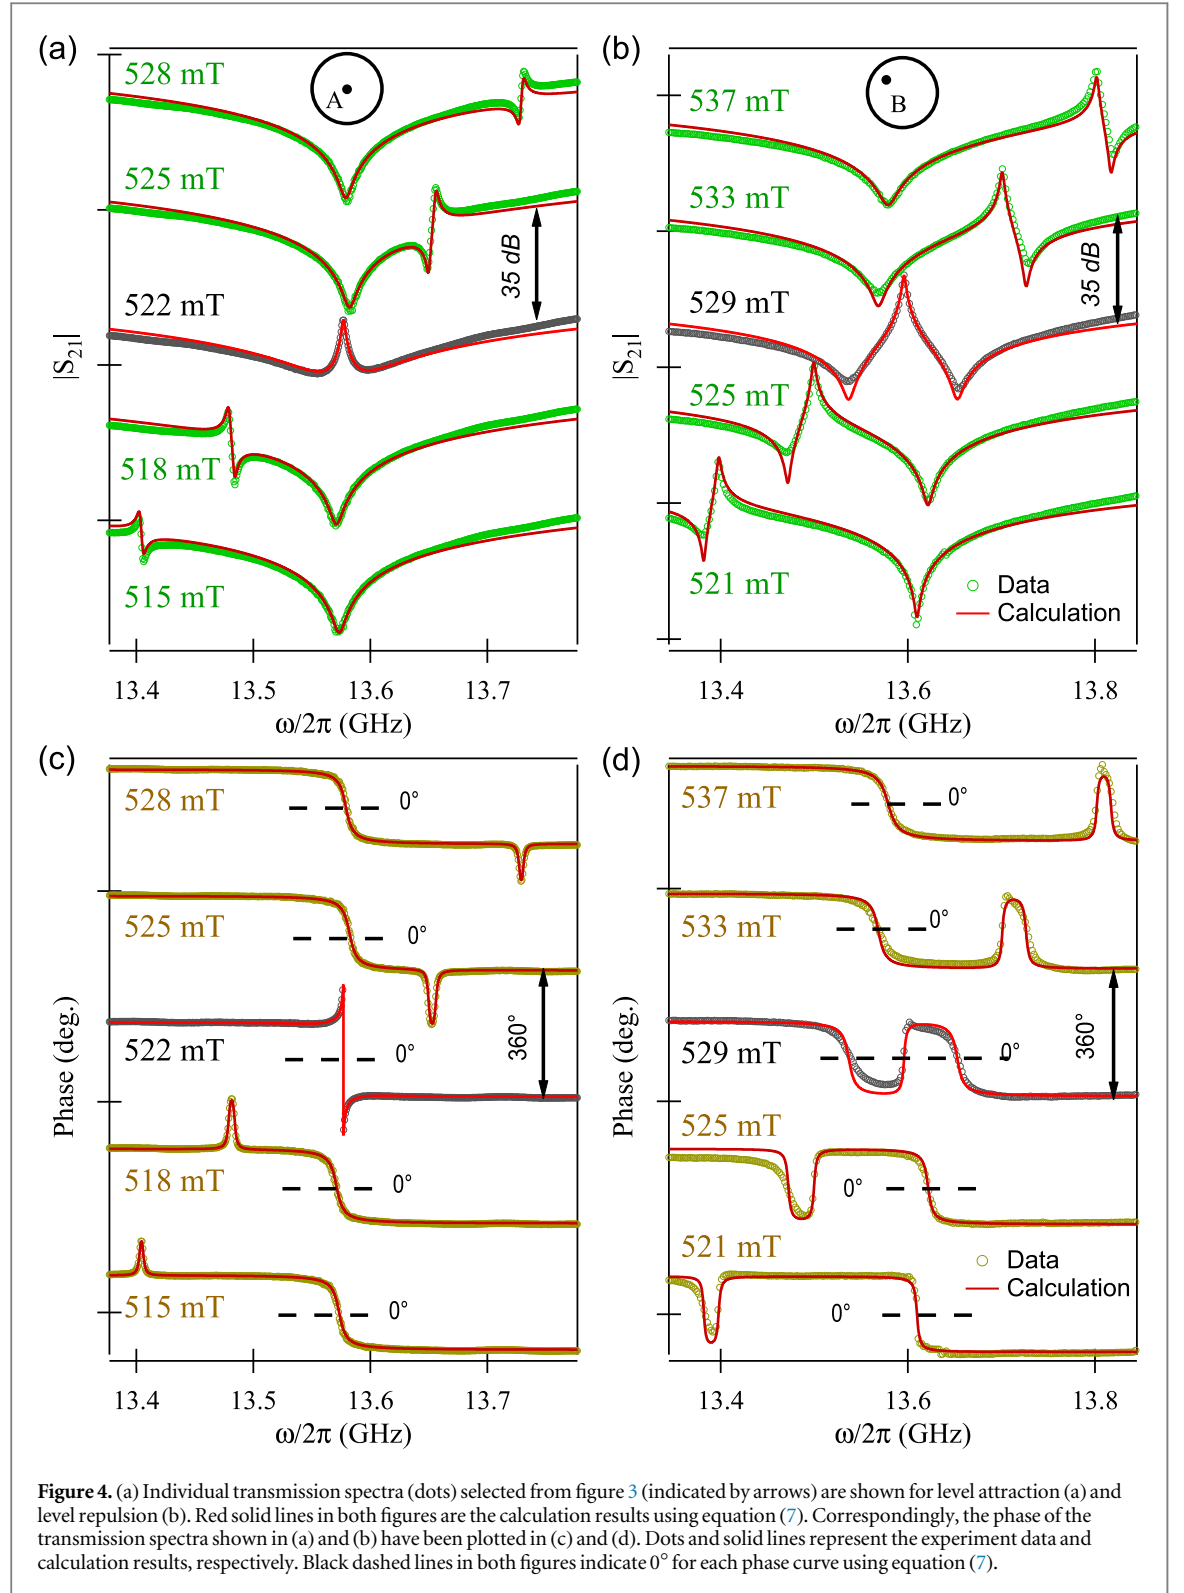 (a)
528 mT
A
525 mT
35 dB
522 mT
|S21|
518 mT
515 mT
13.4 13.5 13.6 13.7
ω/2π (GHz)
(b)
B
537 mT
533 mT
35 dB
529 mT
|S21|
525 mT
521 mT
Data
Calculation
13.4 13.6 13.8
ω/2π (GHz)
(c)
528 mT
0°
525 mT
0°
522 mT
0°
360°
Phase (deg.)
518 mT
0°
515 mT
0°
13.4 13.5 13.6 13.7
ω/2π (GHz)
(d)
537 mT
0°
533 mT
0°
529 mT
0°
360°
Phase (deg.)
525 mT
0°
521 mT
0°
Data
Calculation
13.4 13.6 13.8
ω/2π (GHz)
Figure 4. (a) Individual transmission spectra (dots) selected from figure 3 (indicated by arrows) are shown for level attraction (a) and
level repulsion (b). Red solid lines in both figures are the calculation results using equation (7). Correspondingly, the phase of the
transmission spectra shown in (a) and (b) have been plotted in (c) and (d). Dots and solid lines represent the experiment data and
calculation results, respectively. Black dashed lines in both figures indicate 0° for each phase curve using equation (7).